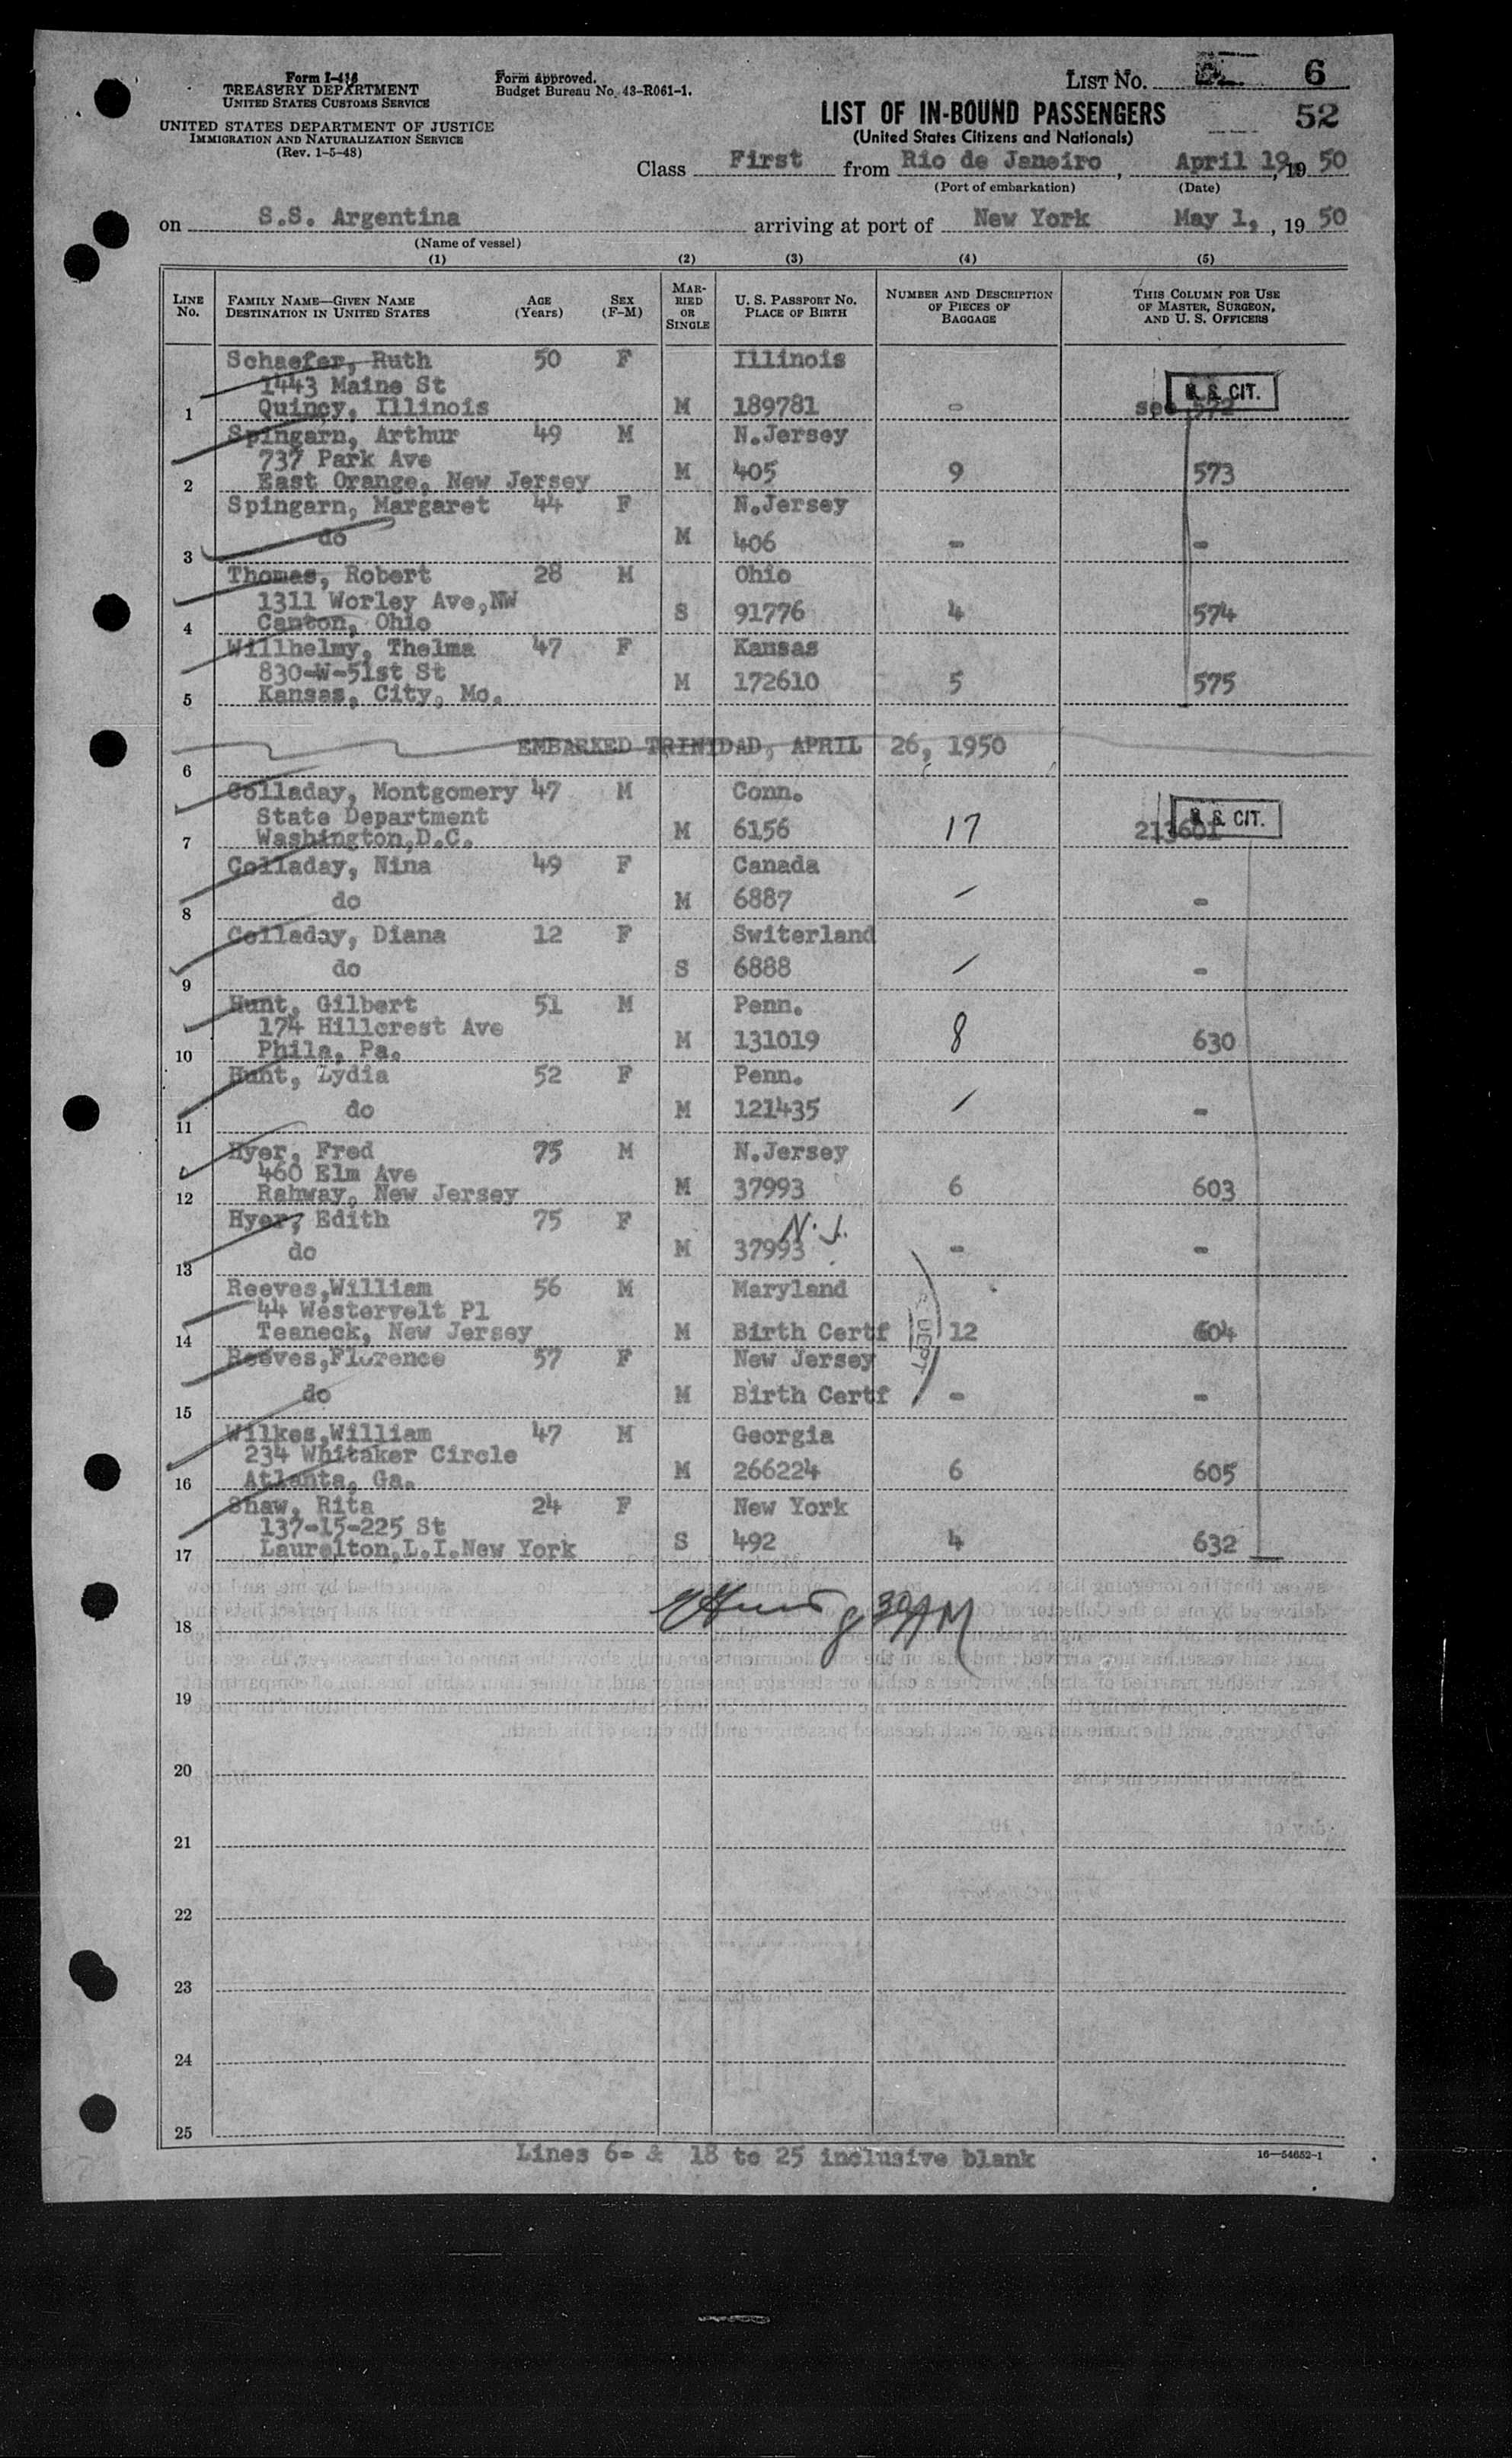 Form I-418
TREASURY DEPARTMENT
UNITED STATES CUSTOMS SERVICE
UNITED STATES DEPARTMENT OF JUSTICE
IMMIGRATION AND NATURALIZATION SERVICE
(Rev. 1-5-48)
Form approved.
Budget Bureau No. 43-R061-1.
LIST NO. 6
LIST OF IN-BOUND PASSENGERS 52
(United States Citizens and Nationals)
Class First from Rio de Janeiro, April 19, 19 50
(Port of embarkation) (Date)
on S.S. Argentina arriving at port of New York May 1, , 19 50
(Name of vessel)
(1) (2) (3) (4) (5)
LINE No. FAMILY NAME—GIVEN NAME DESTINATION IN UNITED STATES AGE (Years) SEX (F-M) MARRIED OR SINGLE U. S. PASSPORT NO. PLACE OF BIRTH NUMBER AND DESCRIPTION OF PIECES OF BAGGAGE THIS COLUMN FOR USE OF MASTER, SURGEON, AND U. S. OFFICERS
Schaefer, Ruth 50 F Illinois
1443 Maine St U. S. CIT.
1 Quincy, Illinois M 189781 - see 572
Spingarn, Arthur 49 M N.Jersey
737 Park Ave M 405 9 573
2 East Orange, New Jersey
Spingarn, Margaret 44 F N.Jersey
3 do M 406 - -
Thomas, Robert 28 M Ohio
1311 Worley Ave,NW S 91776 4 574
4 Canton, Ohio
Willhelmy, Thelma 47 F Kansas
830-W-51st St M 172610 5 575
5 Kansas, City, Mo.
EMBARKED TRINIDAD, APRIL 26, 1950
6
Colladay, Montgomery 47 M Conn.
State Department U. S. CIT.
7 Washington,D.C. M 6156 17 213601
Colladay, Nina 49 F Canada
8 do M 6887 / -
Colladay, Diana 12 F Switerland
9 do S 6888 / -
Hunt, Gilbert 51 M Penn.
174 Hillcrest Ave
10 Phila, Pa. M 131019 8 630
Hunt, Lydia 52 F Penn.
11 do M 121435 / -
Hyer, Fred 75 M N.Jersey
460 Elm Ave
12 Rahway, New Jersey M 37993 6 603
Hyer, Edith 75 F N.J.
13 do M 37993 - -
Reeves,William 56 M Maryland
44 Westervelt Pl
14 Teaneck, New Jersey M Birth Certf 12 604
Reeves,Florence 57 F New Jersey
15 do M Birth Certf - -
Wilkes,William 47 M Georgia
234 Whitaker Circle
16 Atlanta, Ga. M 266224 6 605
Shaw, Rita 24 F New York
137-15-225 St
17 Laurelton,L.I.New York S 492 4 632
18
19
20
21
22
23
24
25
Lines 6- & 18 to 25 inclusive blank 16—54652-1